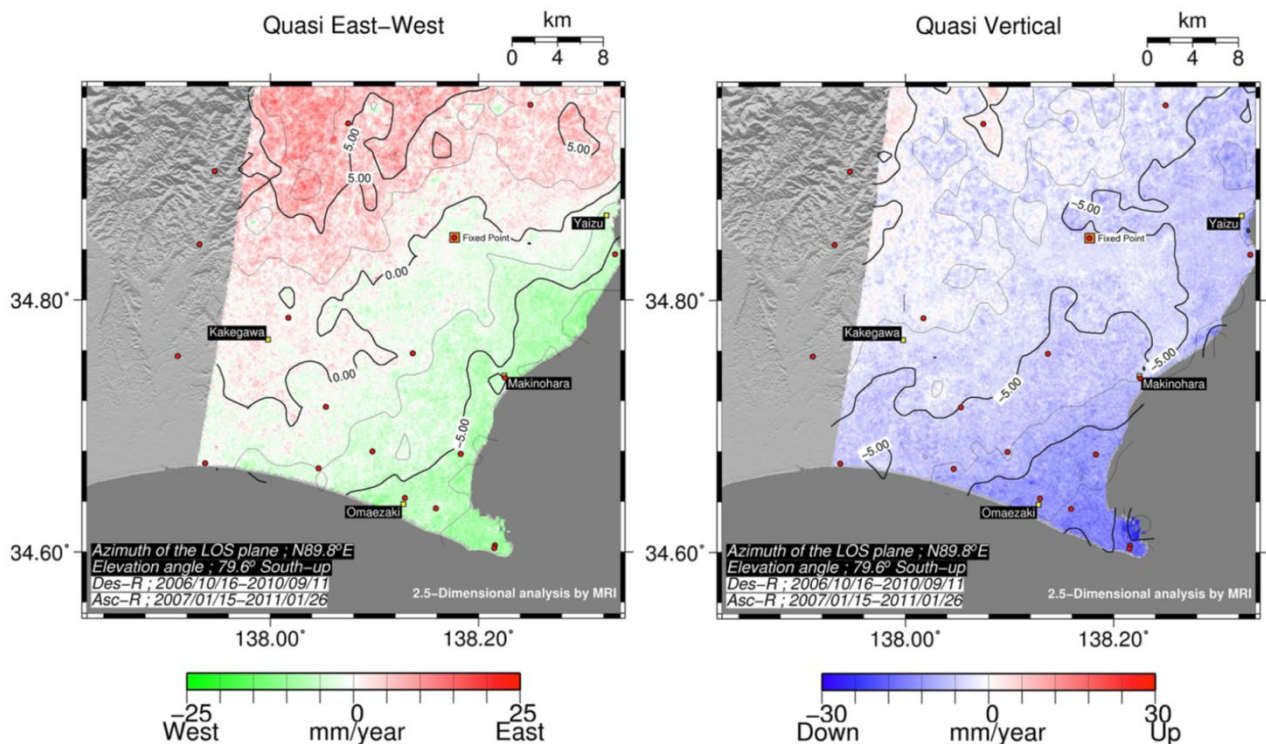 Quasi East−West
km
0 4 8
5.00
5.00
5.00
Yaizu
Fixed Point
0.00
34.80°
Kakegawa
0.00
Makinohara
−5.00
Omaezaki
34.60°
Azimuth of the LOS plane ; N89.8°E
Elevation angle ; 79.6° South−up
Des−R ; 2006/10/16−2010/09/11
Asc−R ; 2007/01/15−2011/01/26
2.5−Dimensional analysis by MRI
138.00° 138.20°
−25 0 25
West mm/year East
Quasi Vertical
km
0 4 8
−5.00
Yaizu
Fixed Point
34.80°
Kakegawa
−5.00
Makinohara
−5.00
−5.00
Omaezaki
34.60°
Azimuth of the LOS plane ; N89.8°E
Elevation angle ; 79.6° South−up
Des−R ; 2006/10/16−2010/09/11
Asc−R ; 2007/01/15−2011/01/26
2.5−Dimensional analysis by MRI
138.00° 138.20°
−30 0 30
Down mm/year Up